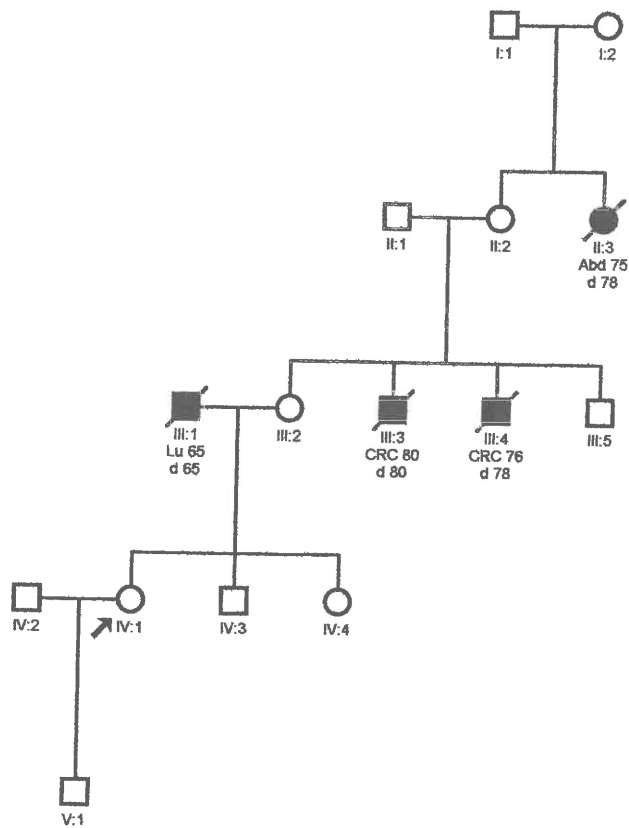 I:1
I:2
II:1
II:2
II:3
Abd 75
d 78
III:1
Lu 65
d 65
III:2
III:3
CRC 80
d 80
III:4
CRC 76
d 78
III:5
IV:2
IV:1
IV:3
IV:4
V:1